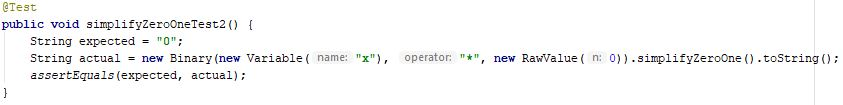 @Test
public void simplifyZeroOneTest2() {
    String expected = "0";
    String actual = new Binary(new Variable( name: "x"), operator: "*", new RawValue( n: 0)).simplifyZeroOne().toString();
    assertEquals(expected, actual);
}